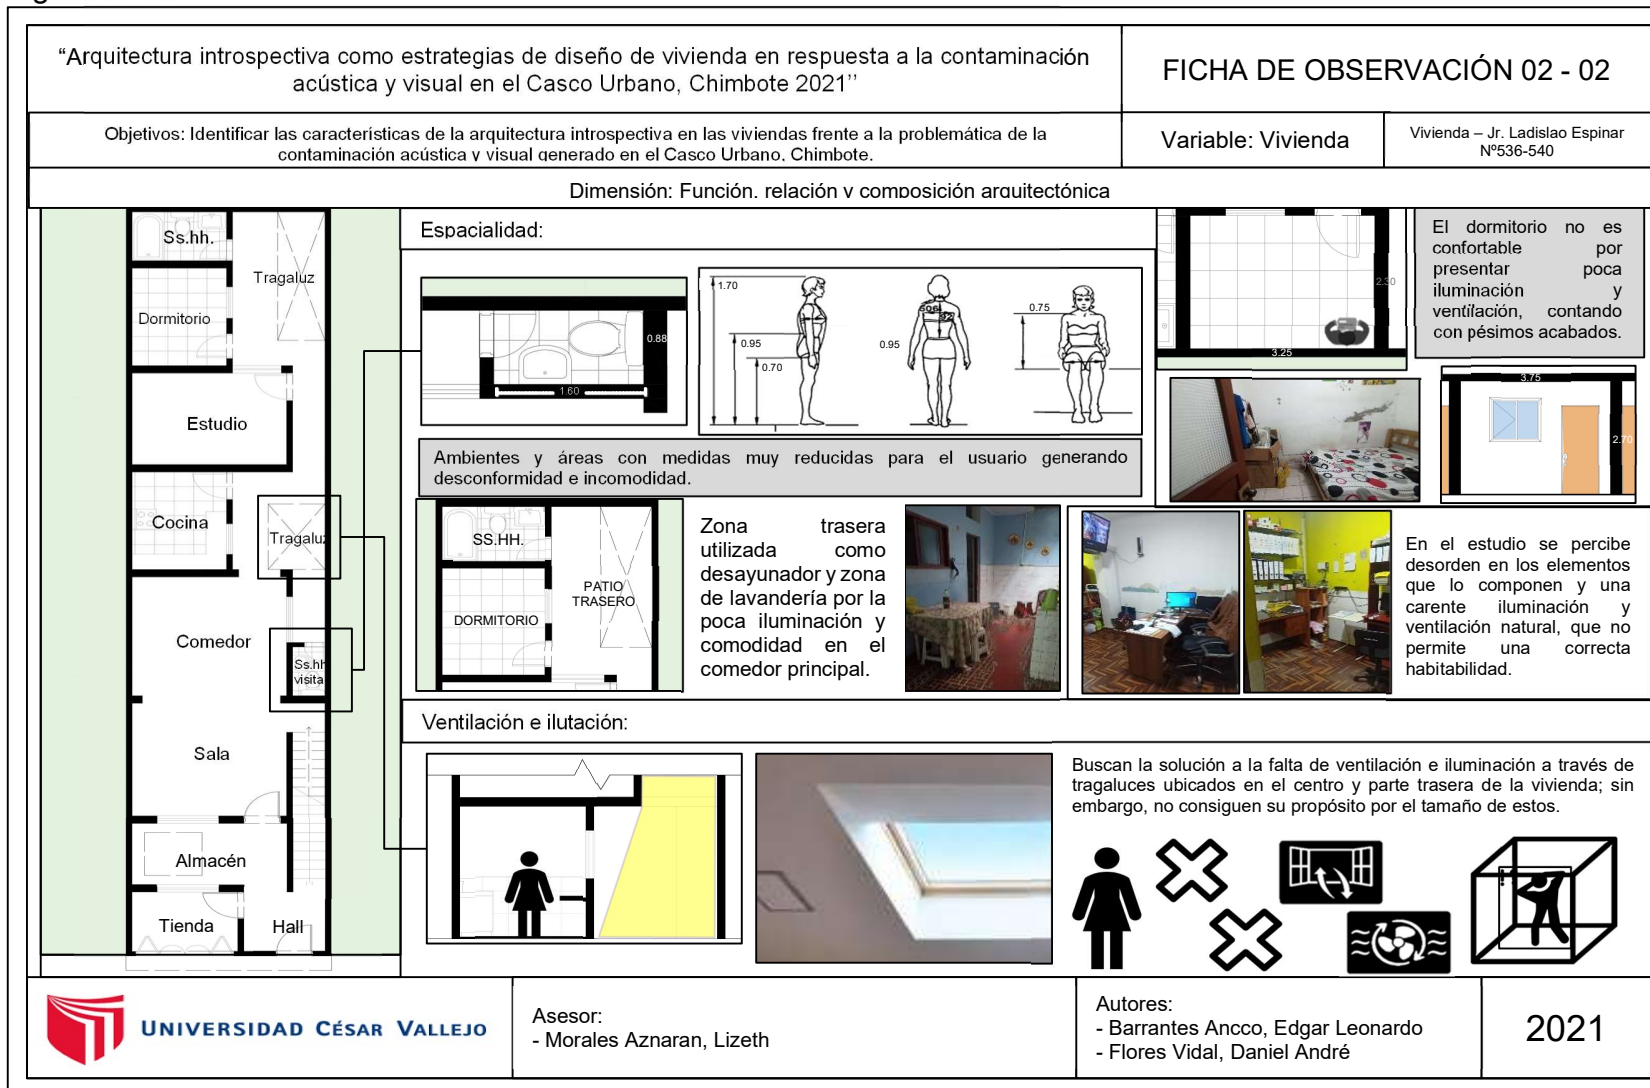 “Arquitectura introspectiva como estrategias de diseño de vivienda en respuesta a la contaminación
acústica y visual en el Casco Urbano, Chimbote 2021’’
FICHA DE OBSERVACIÓN 02 - 02
Objetivos: Identificar las características de la arquitectura introspectiva en las viviendas frente a la problemática de la
contaminación acústica y visual generado en el Casco Urbano, Chimbote.
Variable: Vivienda
Vivienda – Jr. Ladislao Espinar
Nº536-540
Dimensión: Función, relación y composición arquitectónica
Ss.hh.
Tragaluz
Dormitorio
Estudio
Cocina
Tragaluz
Comedor
Ss.hh
visita
Sala
Almacén
Tienda
Hall
Espacialidad:
0.88
1.60
1.70
0.95
0.70
0.95
0.75
Ambientes y áreas con medidas muy reducidas para el usuario generando
desconformidad e incomodidad.
2.30
3.25
El dormitorio no es
confortable por
presentar poca
iluminación y
ventilación, contando
con pésimos acabados.
3.75
2.70
SS.HH.
DORMITORIO
PATIO
TRASERO
Zona trasera
utilizada como
desayunador y zona
de lavandería por la
poca iluminación y
comodidad en el
comedor principal.
En el estudio se percibe
desorden en los elementos
que lo componen y una
carente iluminación y
ventilación natural, que no
permite una correcta
habitabilidad.
Ventilación e ilutación:
Buscan la solución a la falta de ventilación e iluminación a través de
tragaluces ubicados en el centro y parte trasera de la vivienda; sin
embargo, no consiguen su propósito por el tamaño de estos.
UNIVERSIDAD CÉSAR VALLEJO
Asesor:
- Morales Aznaran, Lizeth
Autores:
- Barrantes Ancco, Edgar Leonardo
- Flores Vidal, Daniel André
2021